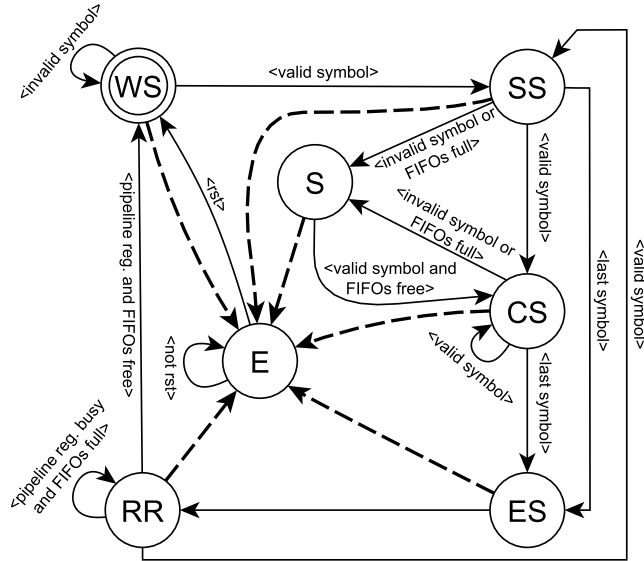 <invalid symbol>
WS
<valid symbol>
SS
<invalid symbol or
FIFOs full>
<valid symbol>
S
<rst>
<pipeline reg. and FIFOs free>
<invalid symbol or
FIFOs full>
<valid symbol and
FIFOs free>
<last symbol>
<valid symbol>
CS
<not rst>
E
<valid symbol>
<last symbol>
<pipeline reg. busy
and FIFOs full>
RR
ES